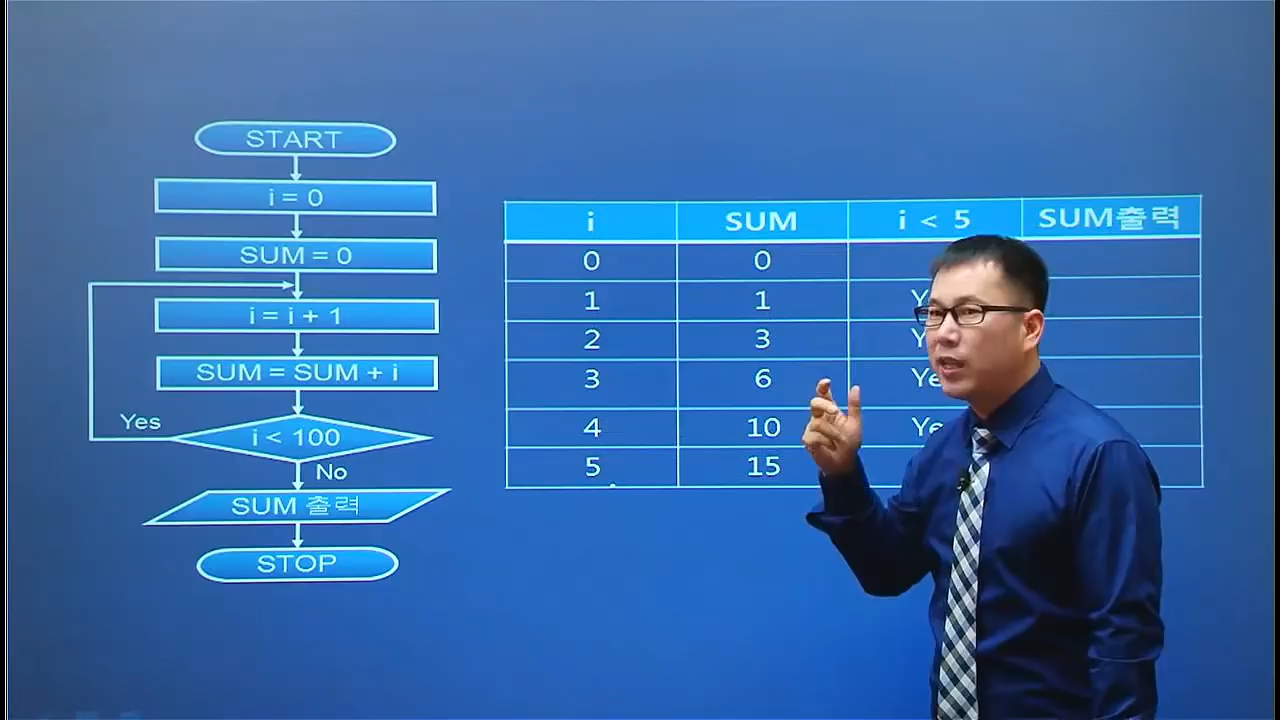 START
i = 0
SUM = 0
i = i + 1
SUM = SUM + i
Yes
i < 100
No
SUM 출력
STOP
i SUM i < 5 SUM출력
0 0
1 1
2 3
3 6
4 10
5 15